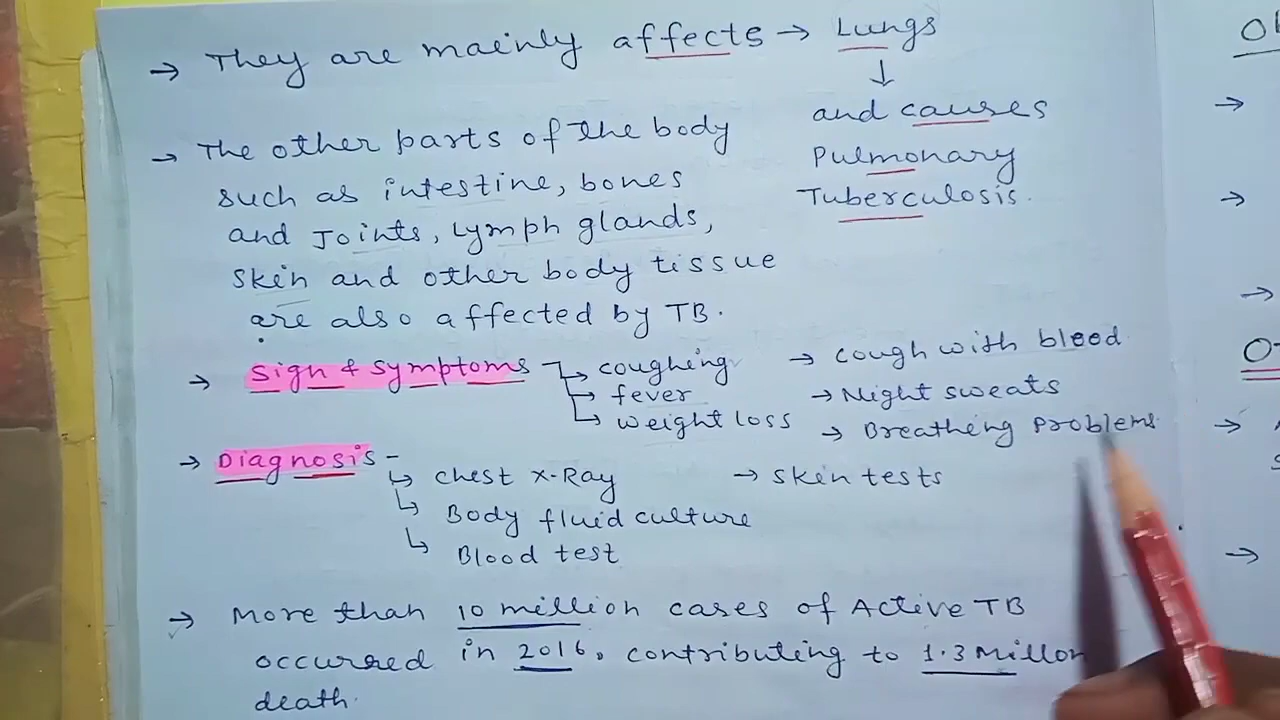 → They are mainly affects → Lungs
↓
and causes
Pulmonary
Tuberculosis.
→ The other parts of the body
such as intestine, bones
and Joints, Lymph glands,
skin and other body tissue
are also affected by TB.
→ Sign & Symptoms → coughing → cough with blood
→ fever → Night sweats
→ weight loss → Breathing Problems
→ Diagnosis -
→ chest x-Ray → skin tests
↳ Body fluid culture
↳ Blood test
→ More than 10 million cases of Active TB
occurred in 2016, contributing to 1.3 Millon
death.